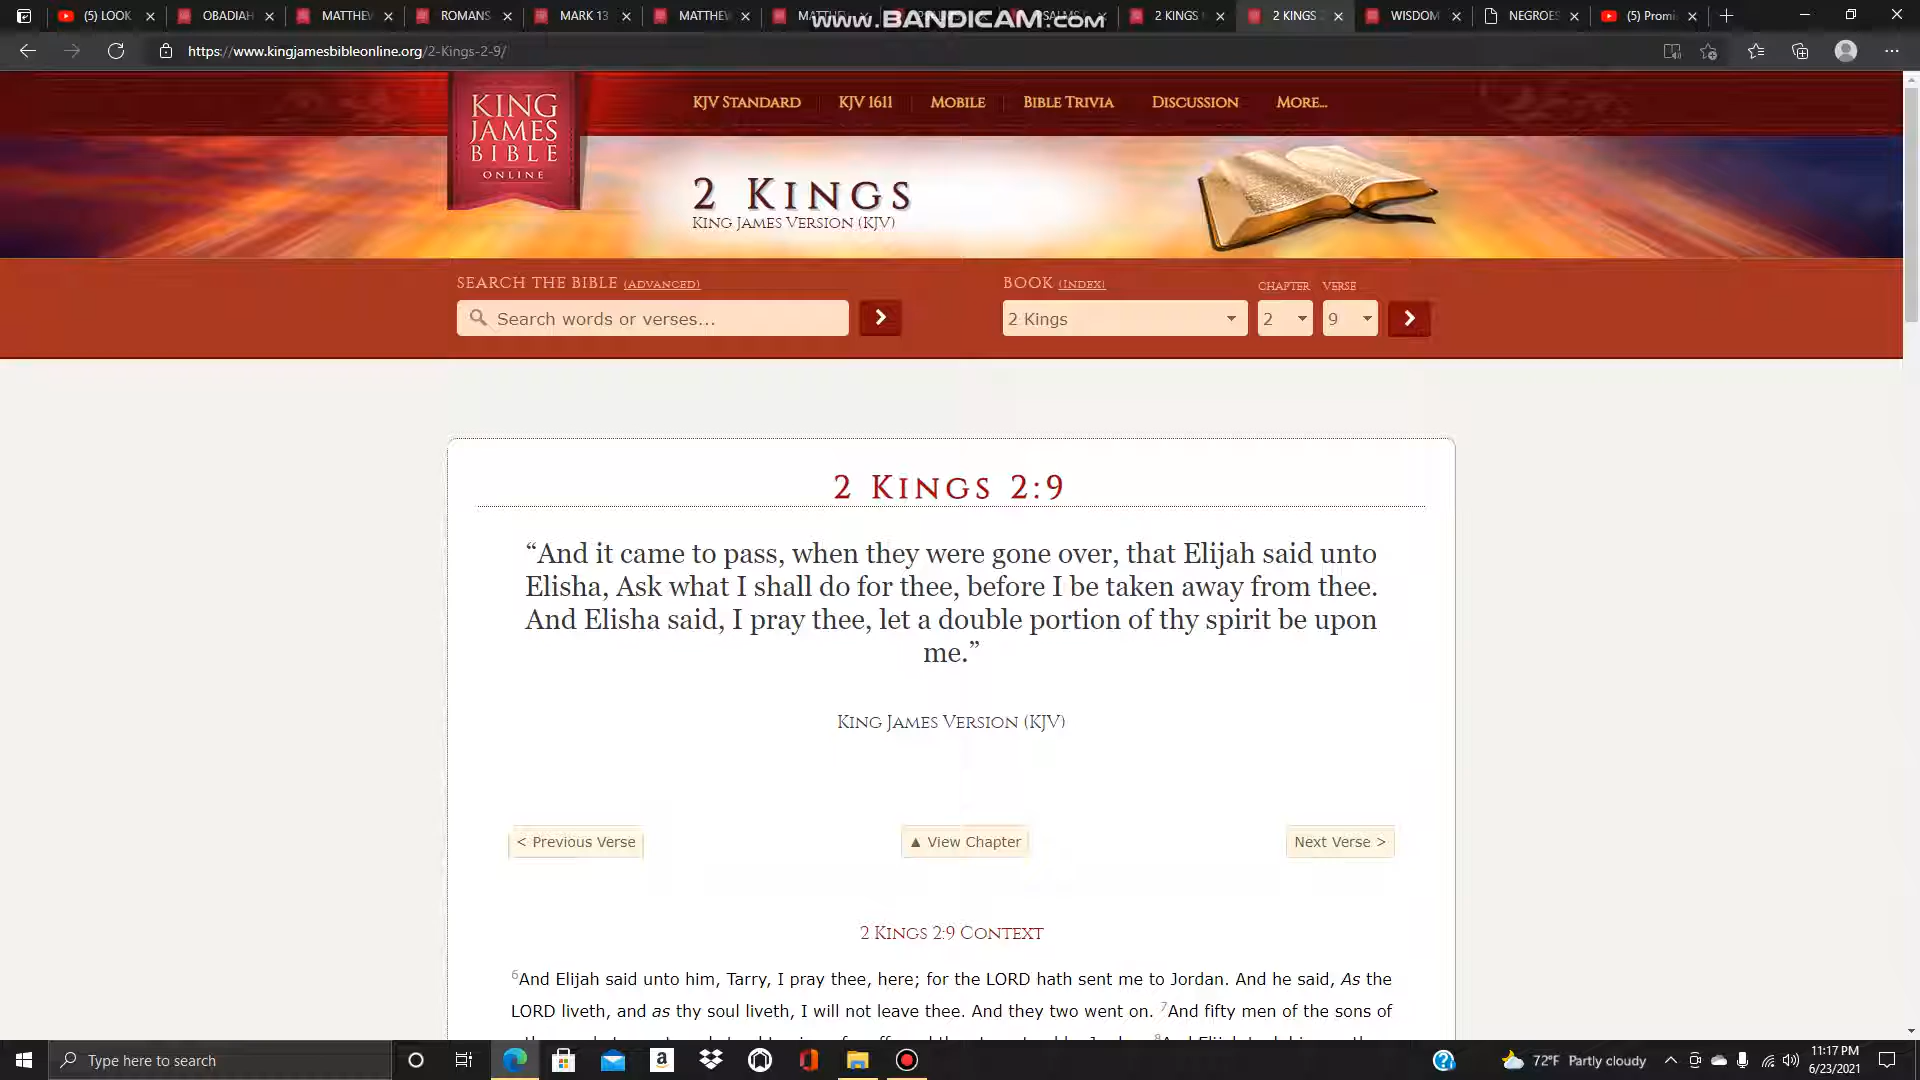 (5) LOOK
OBADIAH
MATTHEW
ROMANS
MARK 13
MATTHEW
www.BANDICAM.com
2 KINGS
2 KINGS
WISDOM
NEGROES
(5) Promi
https://www.kingjamesbibleonline.org/2-Kings-2-9/
KING
JAMES
BIBLE
ONLINE
KJV Standard
KJV 1611
Mobile
Bible Trivia
Discussion
More...
2 Kings
King James Version (KJV)
SEARCH THE BIBLE (ADVANCED)
Search words or verses...
BOOK (Index)
CHAPTER
VERSE
2 Kings
2
9
2 Kings 2:9
“And it came to pass, when they were gone over, that Elijah said unto
Elisha, Ask what I shall do for thee, before I be taken away from thee.
And Elisha said, I pray thee, let a double portion of thy spirit be upon
me.”
King James Version (KJV)
< Previous Verse
▲ View Chapter
Next Verse >
2 Kings 2:9 Context
6And Elijah said unto him, Tarry, I pray thee, here; for the LORD hath sent me to Jordan. And he said, As the
LORD liveth, and as thy soul liveth, I will not leave thee. And they two went on. 7And fifty men of the sons of
Type here to search
72°F Partly cloudy
11:17 PM
6/23/2021